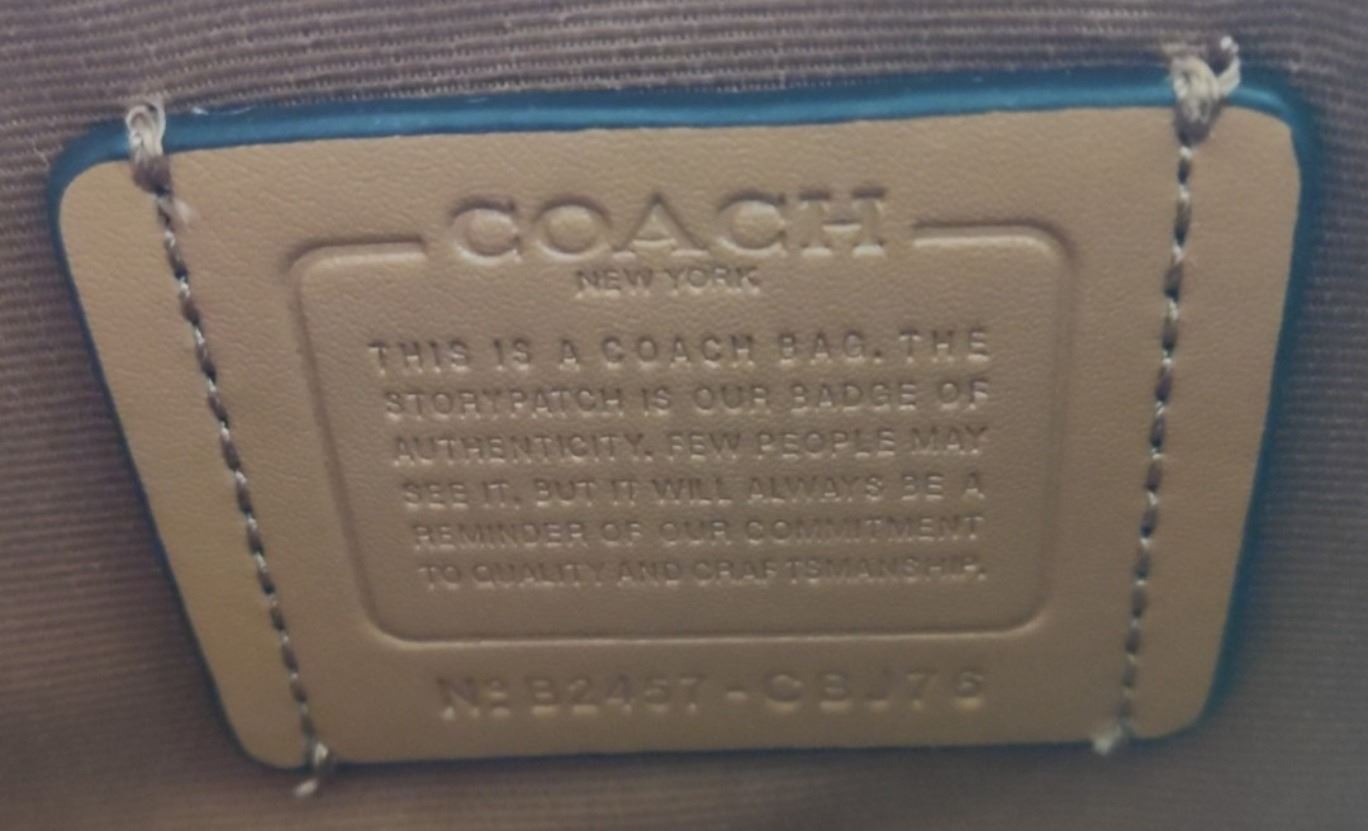 COACH
NEW YORK
THIS IS A COACH BAG. THE
STORYPATCH IS OUR BADGE OF
AUTHENTICITY. FEW PEOPLE MAY
SEE IT, BUT IT WILL ALWAYS BE A
REMINDER OF OUR COMMITMENT
TO QUALITY AND CRAFTSMANSHIP.
Nº B2457-CBJ76